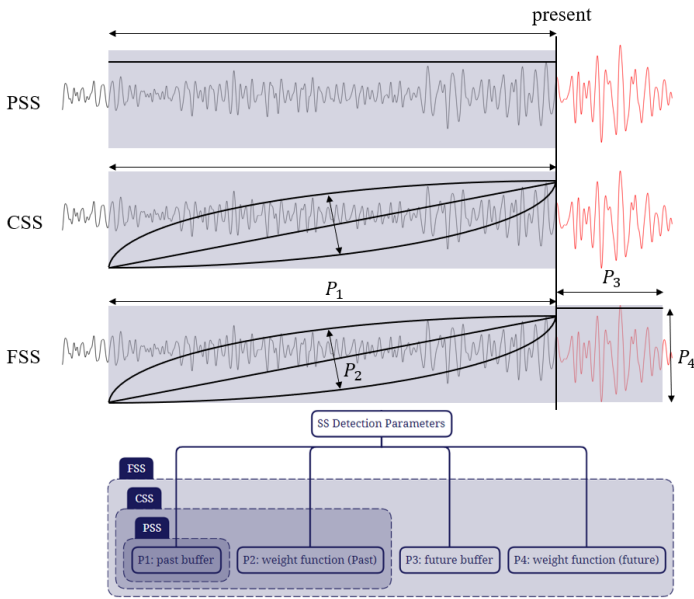 present
PSS
CSS
P₃
P₁
FSS
P₂
P₄
SS Detection Parameters
FSS
CSS
PSS
P1: past buffer
P2: weight function (Past)
P3: future buffer
P4: weight function (future)